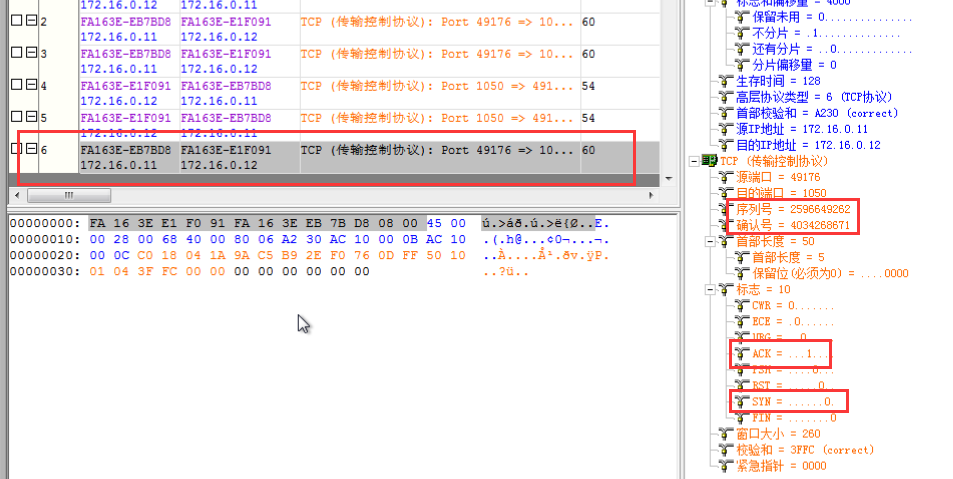 172.16.0.12 172.16.0.11
2 FA163E-EB7BD8 FA163E-E1F091 TCP (传输控制协议): Port 49176 => 10... 60
172.16.0.11 172.16.0.12
3 FA163E-EB7BD8 FA163E-E1F091 TCP (传输控制协议): Port 49176 => 10... 60
172.16.0.11 172.16.0.12
4 FA163E-E1F091 FA163E-EB7BD8 TCP (传输控制协议): Port 1050 => 491... 54
172.16.0.12 172.16.0.11
5 FA163E-E1F091 FA163E-EB7BD8 TCP (传输控制协议): Port 1050 => 491... 54
172.16.0.12 172.16.0.11
6 FA163E-EB7BD8 FA163E-E1F091 TCP (传输控制协议): Port 49176 => 10... 60
172.16.0.11 172.16.0.12
00000000: FA 16 3E E1 F0 91 FA 16 3E EB 7B D8 08 00 45 00 ú.>áð.ú.>ë{Ø..E.
00000010: 00 28 00 68 40 00 80 06 A2 30 AC 10 00 0B AC 10 .(.h@...¢0¬...¬.
00000020: 00 0C C0 18 04 1A 9A C5 B9 2E F0 76 0D FF 50 10 ..À....Å¹.ðv.ÿP.
00000030: 01 04 3F FC 00 00 00 00 00 00 00 00 ..?ü..
标志和偏移量 = 4000
保留未用 = 0.............
不分片 = .1.............
还有分片 = ..0.............
分片偏移量 = 0
生存时间 = 128
高层协议类型 = 6 (TCP协议)
首部校验和 = A230 (correct)
源IP地址 = 172.16.0.11
目的IP地址 = 172.16.0.12
TCP (传输控制协议)
源端口 = 49176
目的端口 = 1050
序列号 = 2596649262
确认号 = 4034266671
首部长度 = 50
首部长度 = 5
保留位(必须为0) = ....0000
标志 = 10
CWR = 0.......
ECE = .0......
URG = ..0.....
ACK = ...1....
PSH = ....0...
RST = .....0..
SYN = ......0.
FIN = .......0
窗口大小 = 260
校验和 = 3FFC (correct)
紧急指针 = 0000